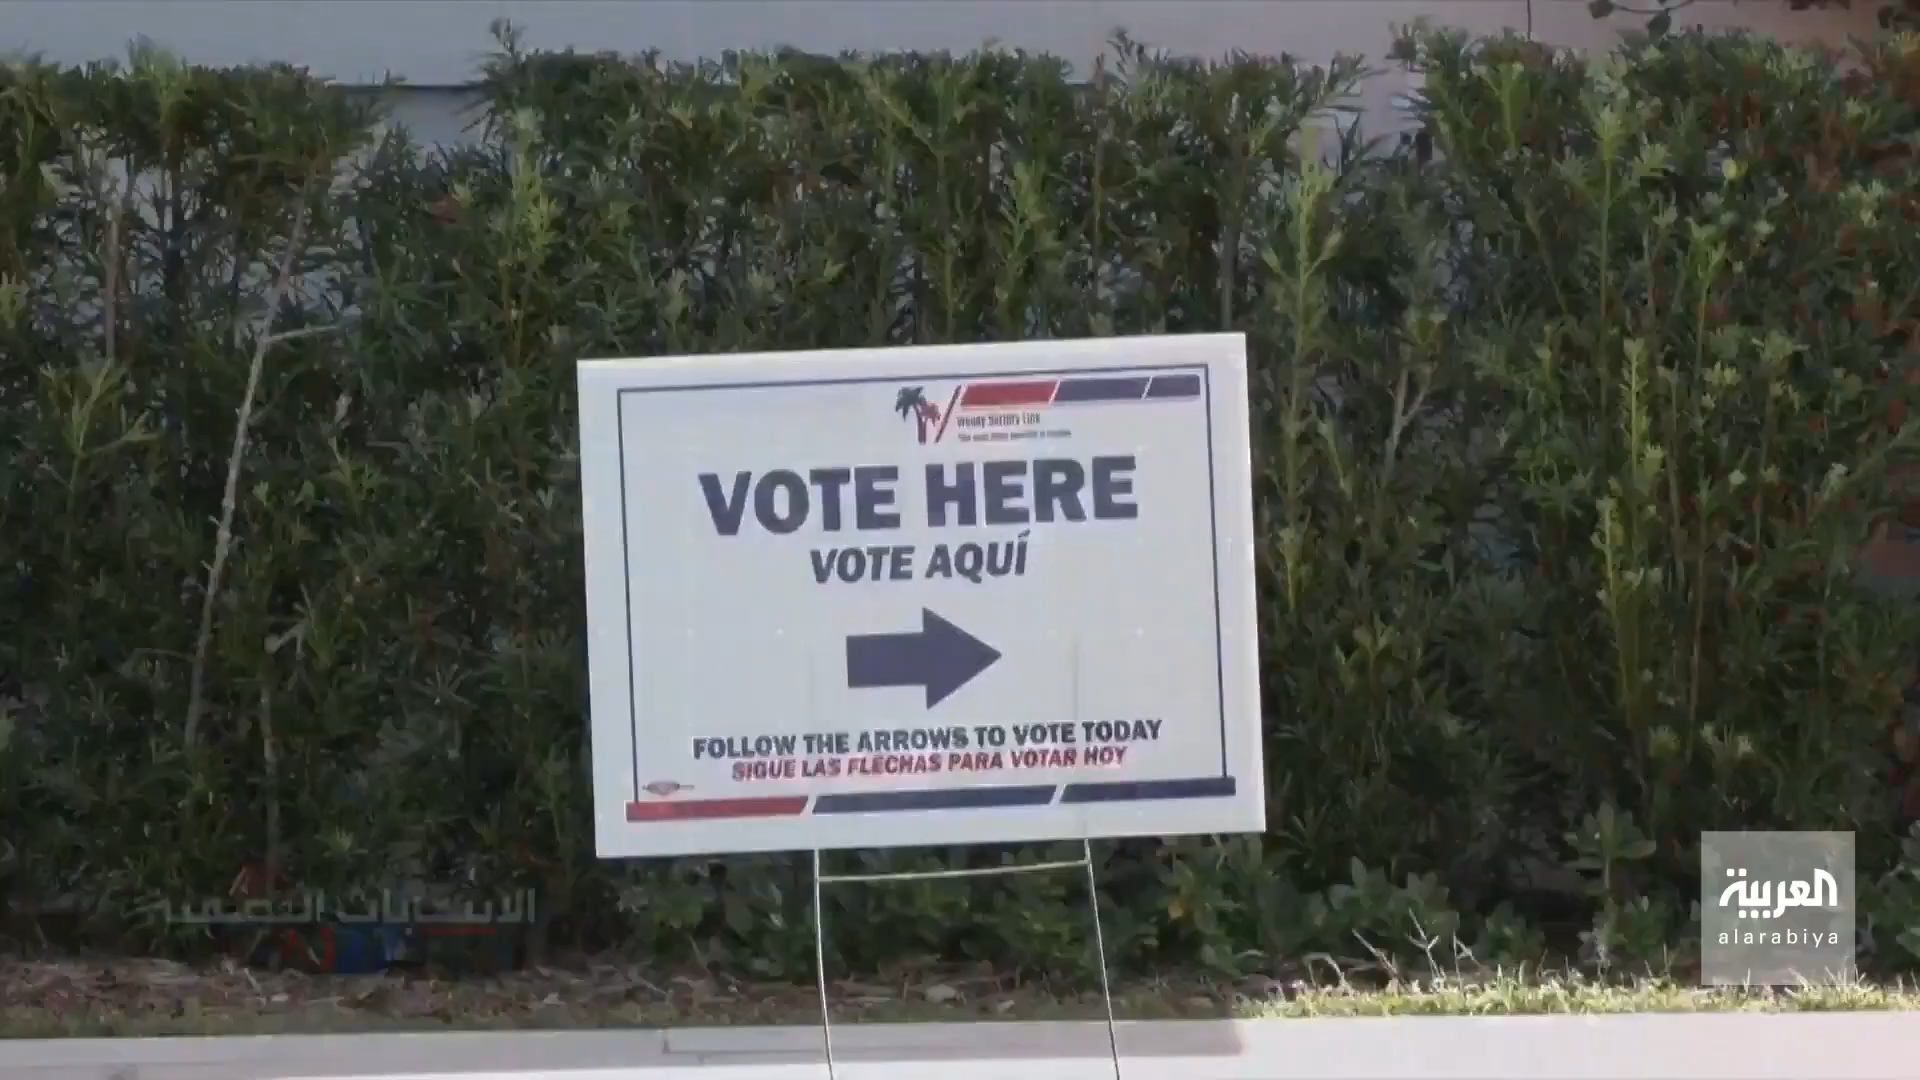 VOTE HERE
VOTE AQUÍ
FOLLOW THE ARROWS TO VOTE TODAY
SIGUE LAS FLECHAS PARA VOTAR HOY
العربية
alarabiya